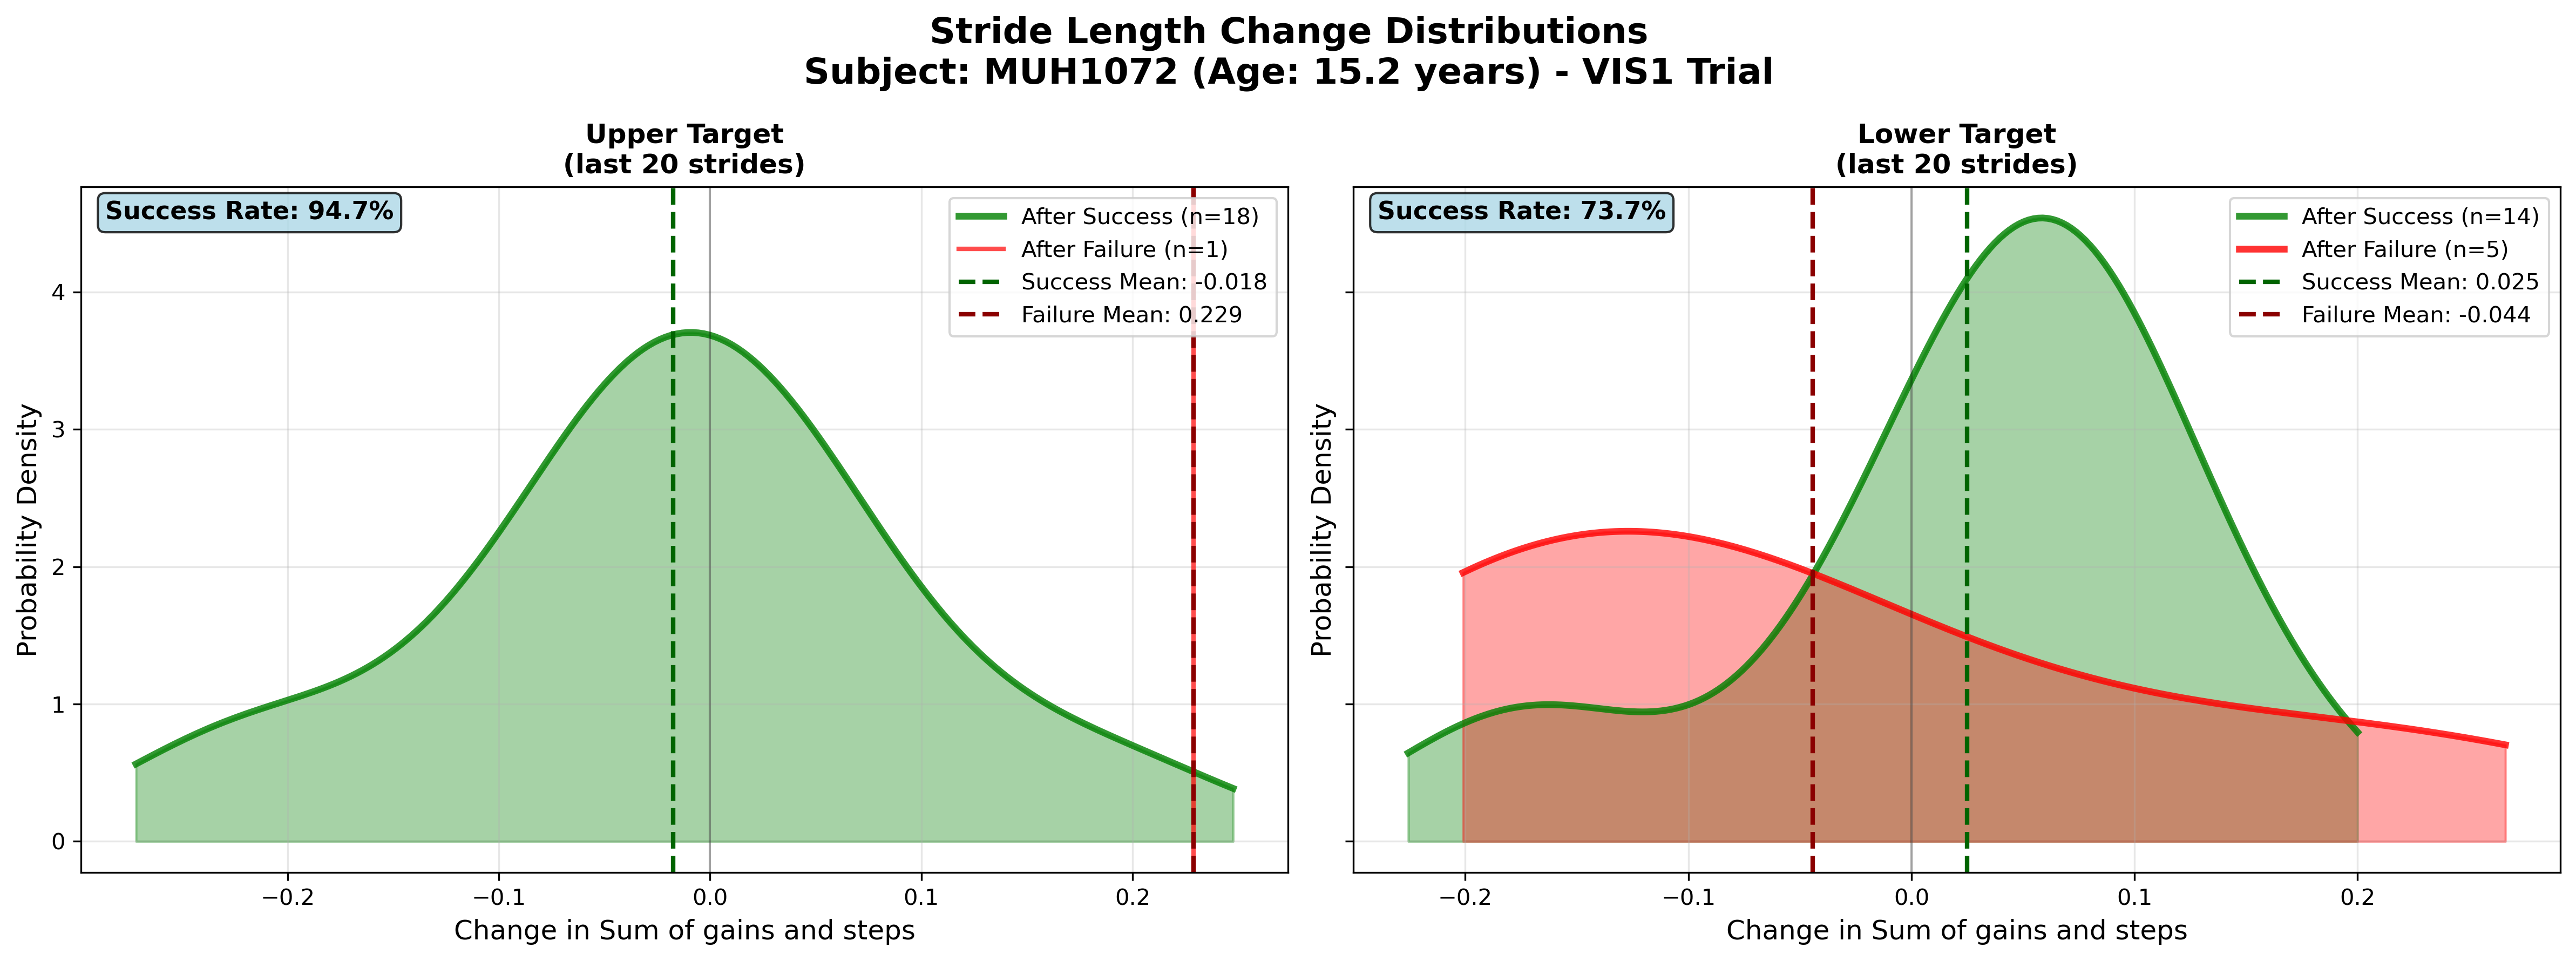 Stride Length Change Distributions
Subject: MUH1072 (Age: 15.2 years) - VIS1 Trial
Upper Target
(last 20 strides)
Success Rate: 94.7%
After Success (n=18)
After Failure (n=1)
Success Mean: -0.018
Failure Mean: 0.229
Probability Density
4
3
2
1
0
−0.2
−0.1
0.0
0.1
0.2
Change in Sum of gains and steps
Lower Target
(last 20 strides)
Success Rate: 73.7%
After Success (n=14)
After Failure (n=5)
Success Mean: 0.025
Failure Mean: -0.044
Probability Density
−0.2
−0.1
0.0
0.1
0.2
Change in Sum of gains and steps